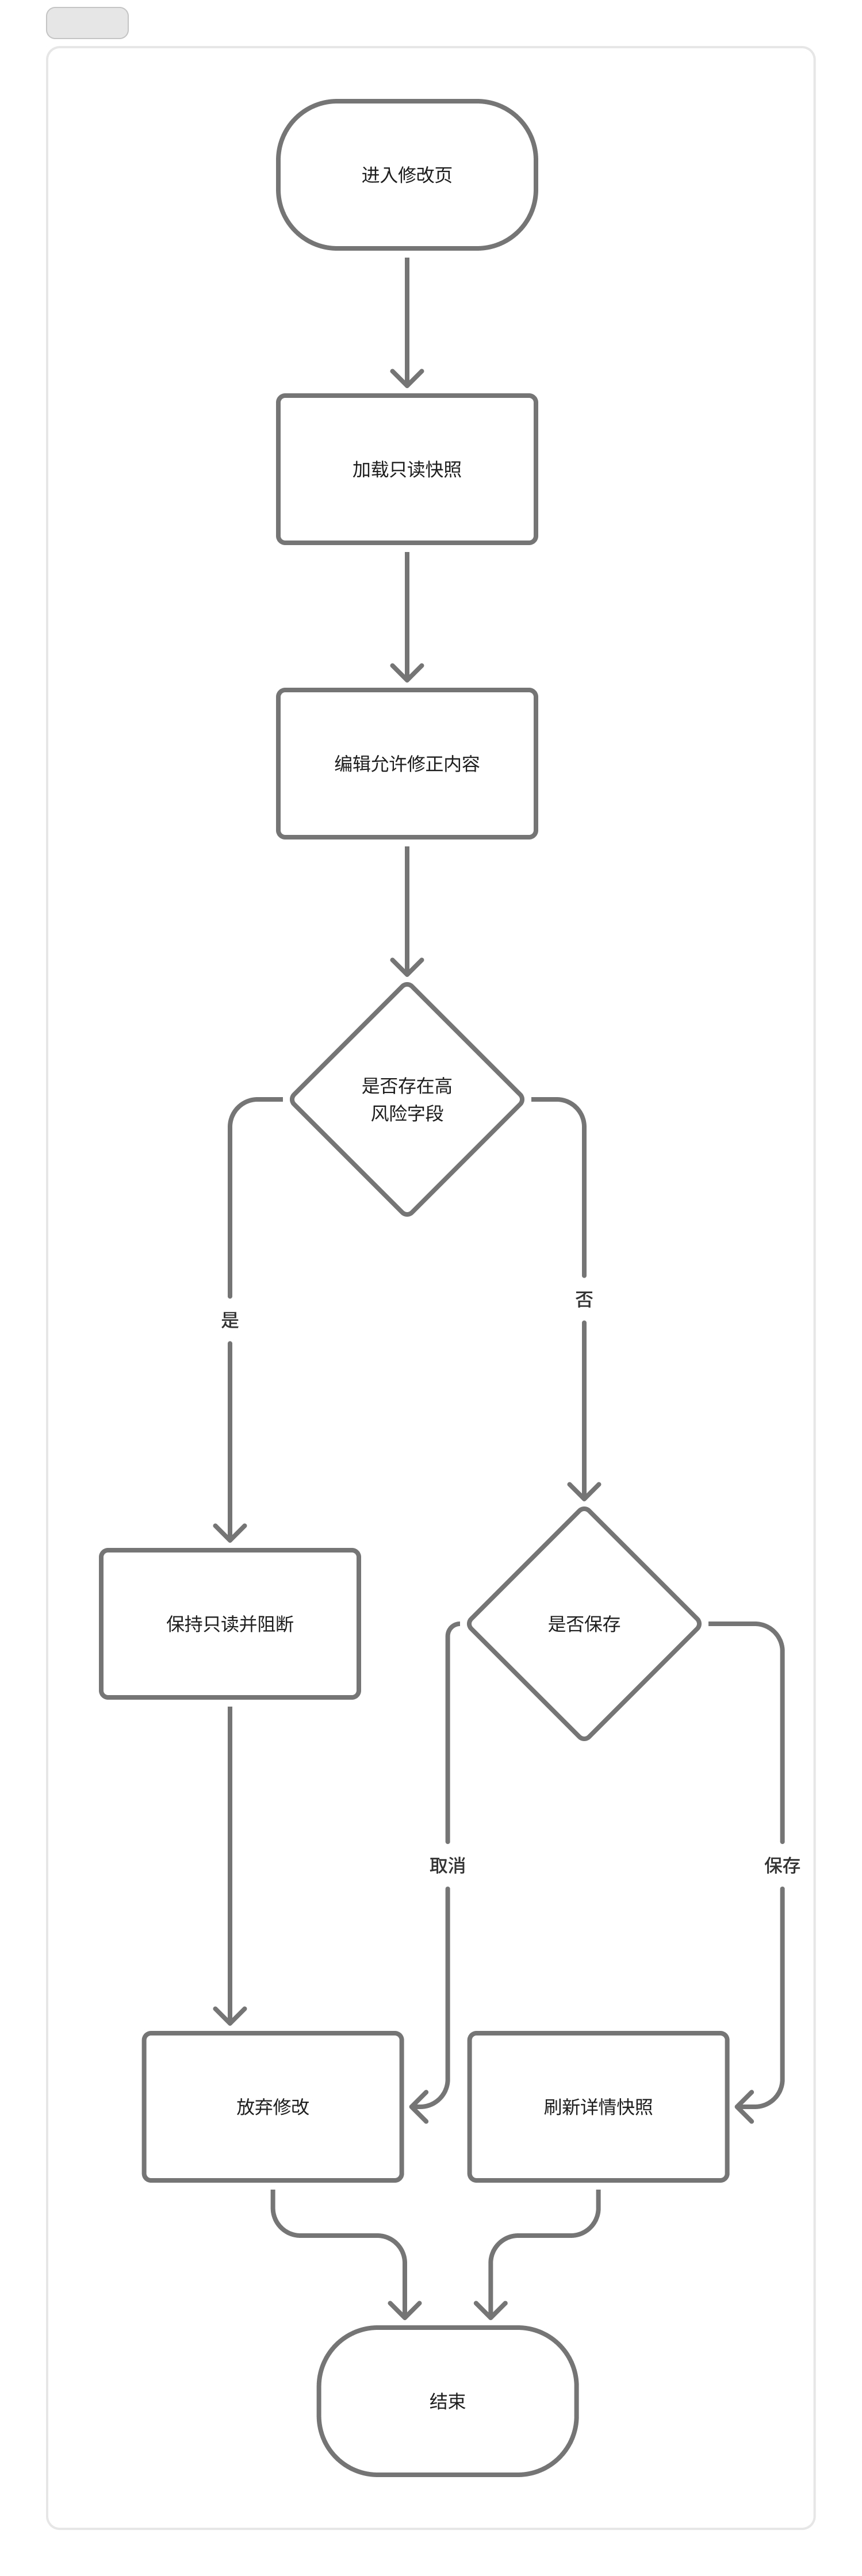 进入修改页
加载只读快照
编辑允许修正内容
是否存在高
风险字段
否
是
保持只读并阻断
是否保存
取消
保存
放弃修改
刷新详情快照
结束